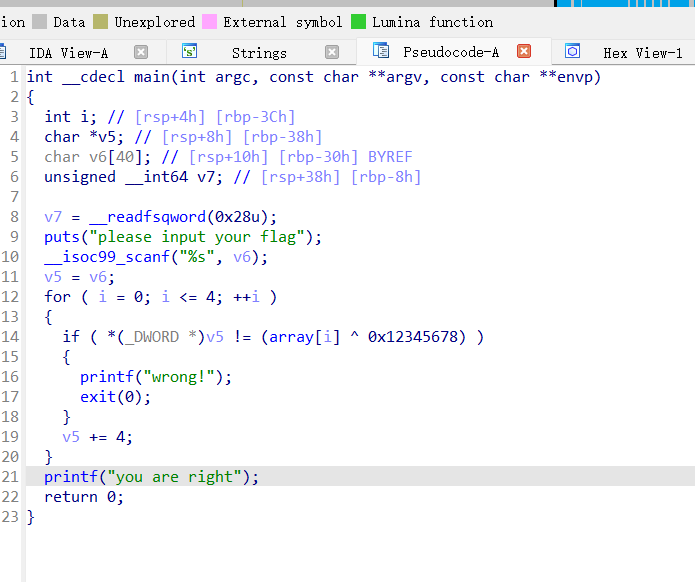 ion Data Unexplored External symbol Lumina function
IDA View-A Strings Pseudocode-A Hex View-1
1 int __cdecl main(int argc, const char **argv, const char **envp)
2 {
3 int i; // [rsp+4h] [rbp-3Ch]
4 char *v5; // [rsp+8h] [rbp-38h]
5 char v6[40]; // [rsp+10h] [rbp-30h] BYREF
6 unsigned __int64 v7; // [rsp+38h] [rbp-8h]
7
8 v7 = __readfsqword(0x28u);
9 puts("please input your flag");
10 __isoc99_scanf("%s", v6);
11 v5 = v6;
12 for ( i = 0; i <= 4; ++i )
13 {
14 if ( *(_DWORD *)v5 != (array[i] ^ 0x12345678) )
15 {
16 printf("wrong!");
17 exit(0);
18 }
19 v5 += 4;
20 }
21 printf("you are right");
22 return 0;
23 }